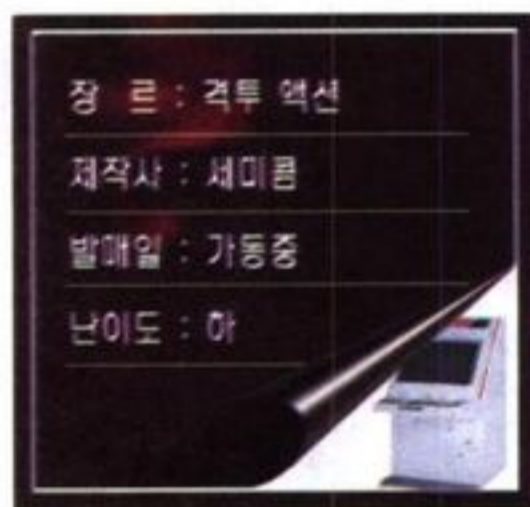 장 르 : 격투 액션
제작사 : 세미콤
발매일 : 가동중
난이도 : 하